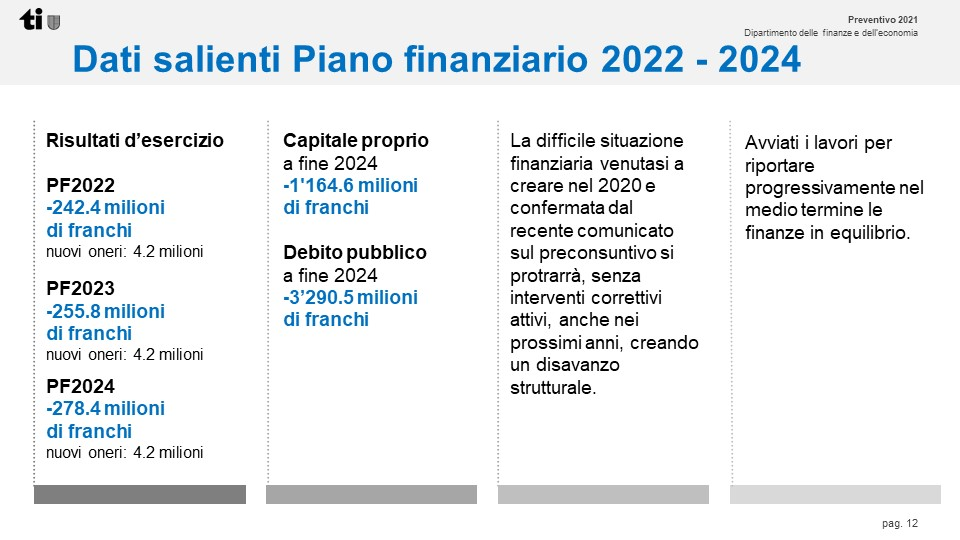 ti
Preventivo 2021
Dipartimento delle finanze e dell'economia
Dati salienti Piano finanziario 2022 - 2024
Risultati d’esercizio
PF2022
-242.4 milioni
di franchi
nuovi oneri: 4.2 milioni
PF2023
-255.8 milioni
di franchi
nuovi oneri: 4.2 milioni
PF2024
-278.4 milioni
di franchi
nuovi oneri: 4.2 milioni
Capitale proprio
a fine 2024
-1'164.6 milioni
di franchi
Debito pubblico
a fine 2024
-3’290.5 milioni
di franchi
La difficile situazione
finanziaria venutasi a
creare nel 2020 e
confermata dal
recente comunicato
sul preconsuntivo si
protrarrà, senza
interventi correttivi
attivi, anche nei
prossimi anni, creando
un disavanzo
strutturale.
Avviati i lavori per
riportare
progressivamente nel
medio termine le
finanze in equilibrio.
pag. 12